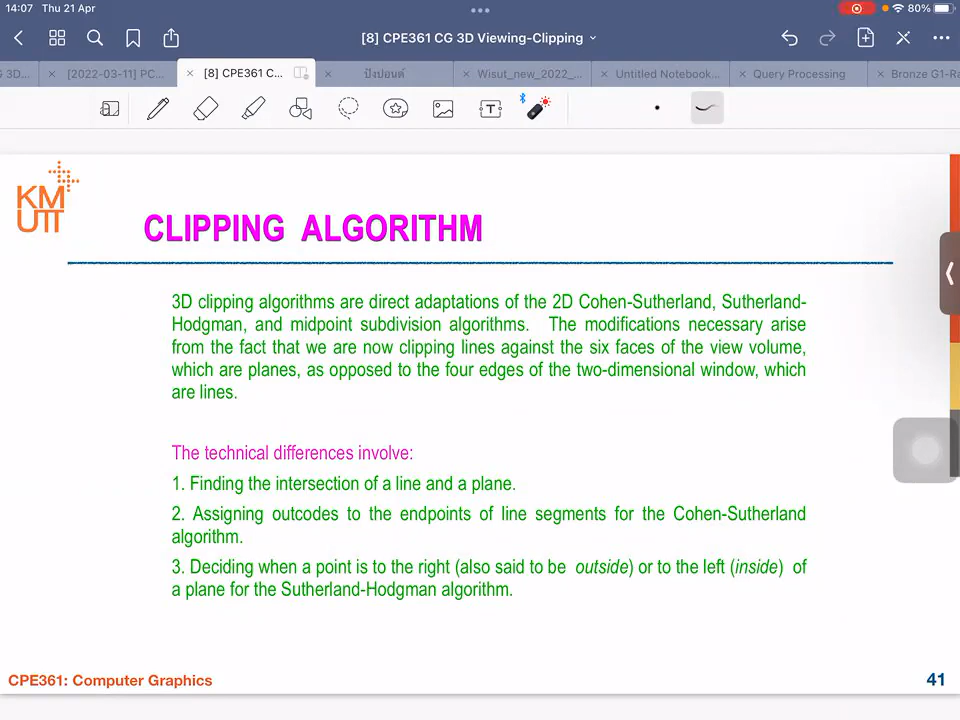 14:07 Thu 21 Apr
80%
[8] CPE361 CG 3D Viewing-Clipping
G 3D...
[2022-03-11] PC...
[8] CPE361 C...
ปังปอนด์
Wisut_new_2022_...
Untitled Notebook...
Query Processing
Bronze G1-Ra
T
KM
UTT
CLIPPING ALGORITHM
3D clipping algorithms are direct adaptations of the 2D Cohen-Sutherland, Sutherland-
Hodgman, and midpoint subdivision algorithms. The modifications necessary arise
from the fact that we are now clipping lines against the six faces of the view volume,
which are planes, as opposed to the four edges of the two-dimensional window, which
are lines.
The technical differences involve:
1. Finding the intersection of a line and a plane.
2. Assigning outcodes to the endpoints of line segments for the Cohen-Sutherland
algorithm.
3. Deciding when a point is to the right (also said to be outside) or to the left (inside) of
a plane for the Sutherland-Hodgman algorithm.
CPE361: Computer Graphics
41